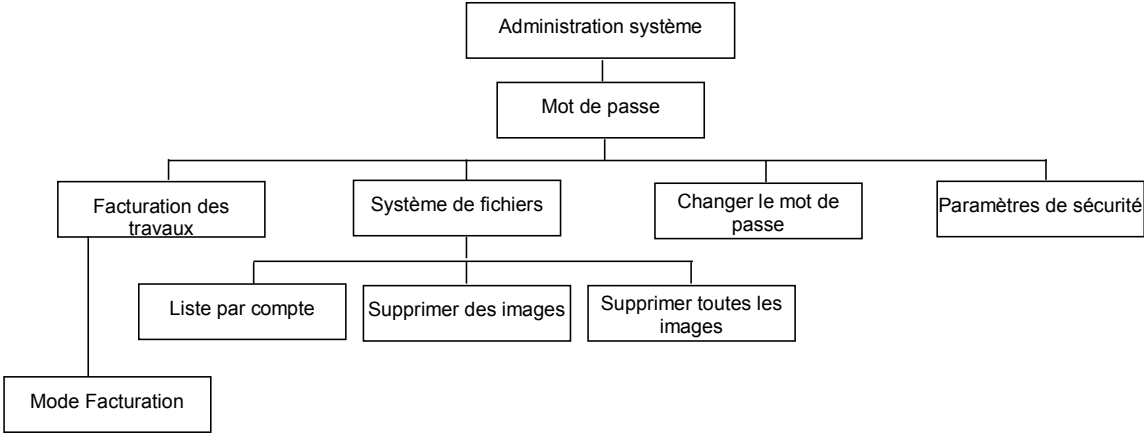 Administration système
Mot de passe
Facturation des
travaux
Système de fichiers
Changer le mot de
passe
Paramètres de sécurité
Liste par compte
Supprimer des images
Supprimer toutes les
images
Mode Facturation